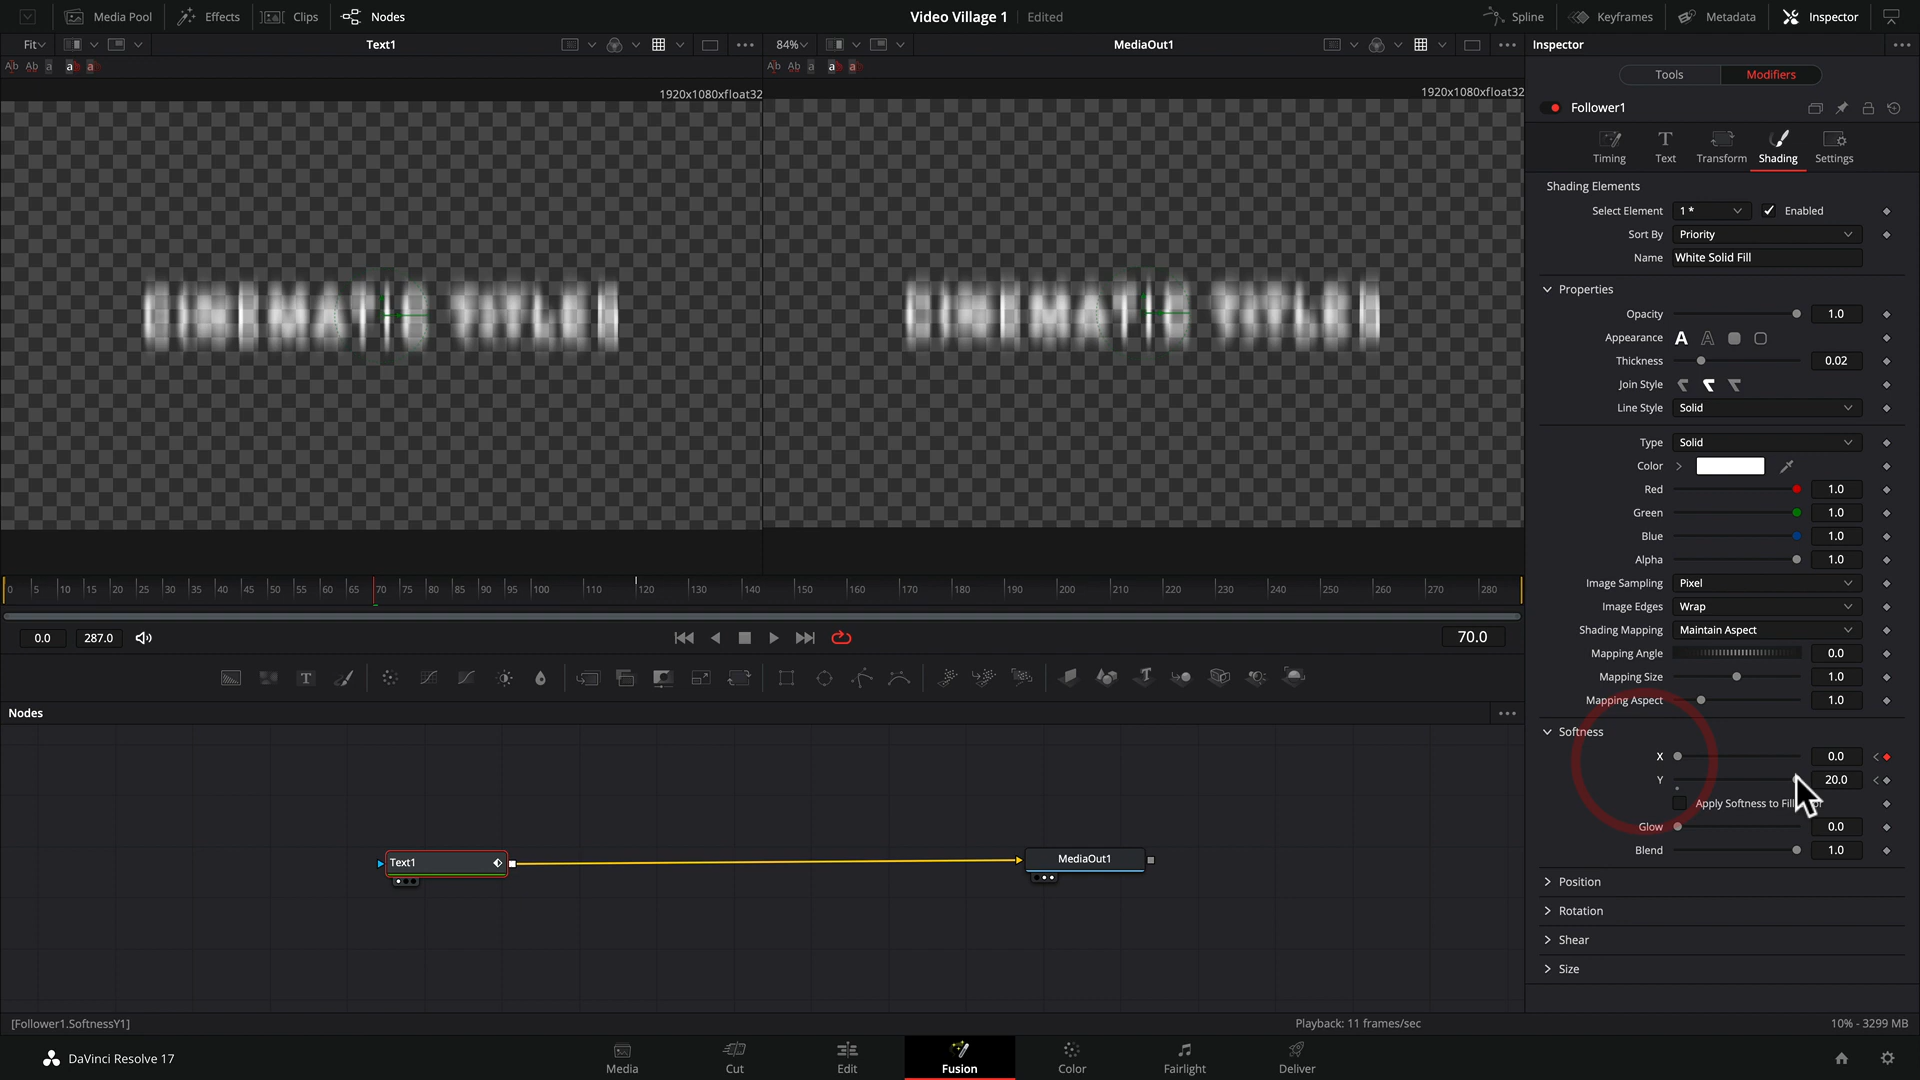 Media Pool
Effects
Clips
Nodes
Video Village 1
Edited
Spline
Keyframes
Metadata
Inspector
Fit
Text1
84%
MediaOut1
Inspector
Tools
Modifiers
1920x1080xfloat32
1920x1080xfloat32
Follower1
Timing
Text
Transform
Shading
Settings
Shading Elements
Select Element 1 * Enabled
Sort By Priority
Name White Solid Fill
Properties
Opacity 1.0
Appearance
Thickness 0.02
Join Style
Line Style Solid
Type Solid
Color
Red 1.0
Green 1.0
Blue 1.0
Alpha 1.0
Image Sampling Pixel
Image Edges Wrap
Shading Mapping Maintain Aspect
Mapping Angle 0.0
Mapping Size 1.0
Mapping Aspect 1.0
Softness
X 0.0
Y 20.0
Apply Softness to Fill
Glow 0.0
Blend 1.0
Position
Rotation
Shear
Size
0 5 10 15 20 25 30 35 40 45 50 55 60 65 70 75 80 85 90 95 100 110 120 130 140 150 160 170 180 190 200 210 220 230 240 250 260 270 280
0.0 287.0 70.0
Nodes
Text1
MediaOut1
[Follower1.SoftnessY1]
Playback: 11 frames/sec
10% - 3299 MB
DaVinci Resolve 17
Media
Cut
Edit
Fusion
Color
Fairlight
Deliver